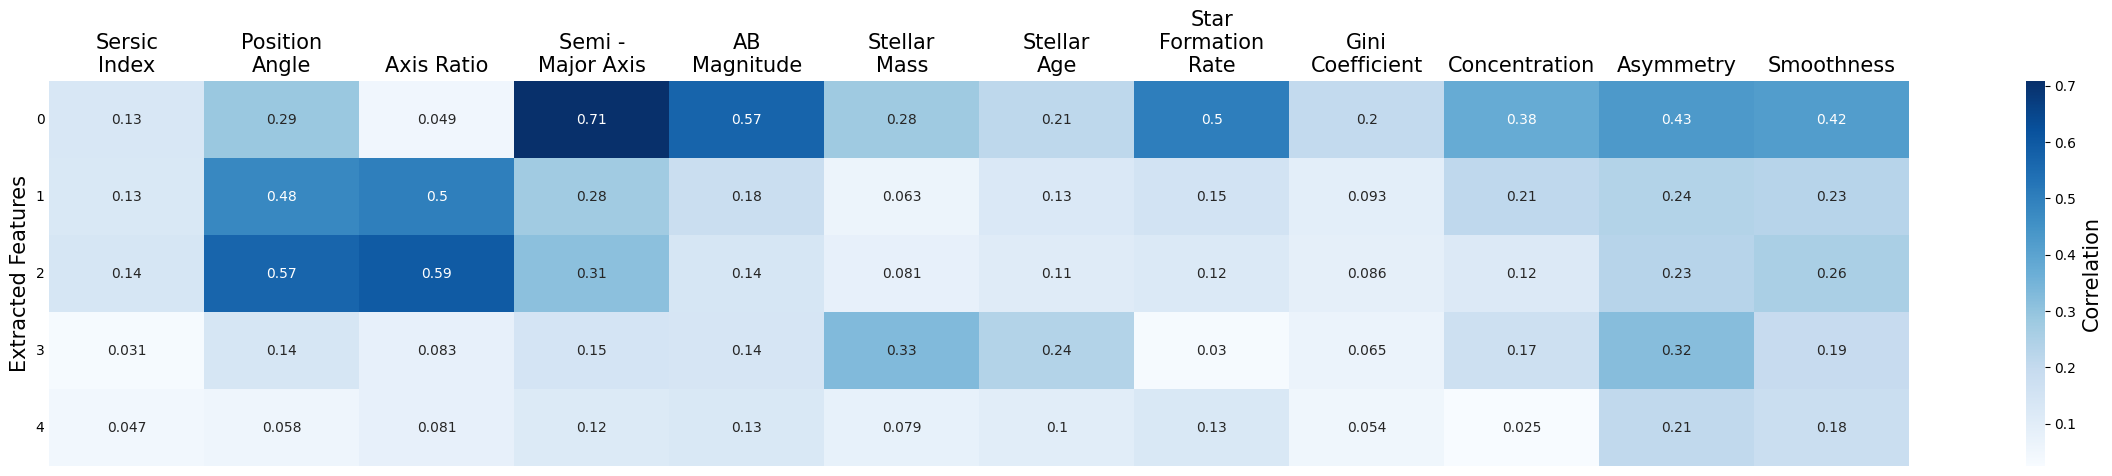 Sersic Index
Position Angle
Axis Ratio
Semi - Major Axis
AB Magnitude
Stellar Mass
Stellar Age
Star Formation Rate
Gini Coefficient
Concentration
Asymmetry
Smoothness
Extracted Features
0 0.13 0.29 0.049 0.71 0.57 0.28 0.21 0.5 0.2 0.38 0.43 0.42
1 0.13 0.48 0.5 0.28 0.18 0.063 0.13 0.15 0.093 0.21 0.24 0.23
2 0.14 0.57 0.59 0.31 0.14 0.081 0.11 0.12 0.086 0.12 0.23 0.26
3 0.031 0.14 0.083 0.15 0.14 0.33 0.24 0.03 0.065 0.17 0.32 0.19
4 0.047 0.058 0.081 0.12 0.13 0.079 0.1 0.13 0.054 0.025 0.21 0.18
0.7
0.6
0.5
0.4
0.3
0.2
0.1
Correlation